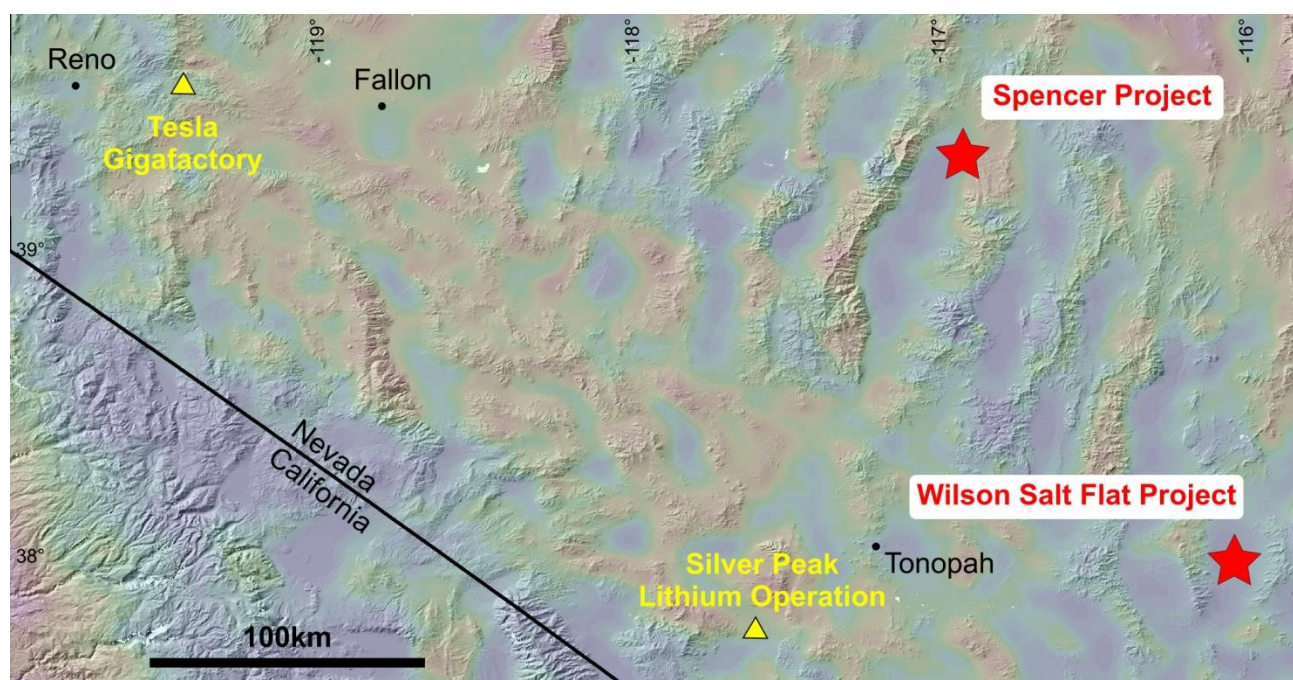 -119
-118
-117
-116
Reno
Fallon
Tesla
Gigafactory
Spencer Project
39°
Nevada
California
Wilson Salt Flat Project
38°
Silver Peak
Lithium Operation
Tonopah
100km